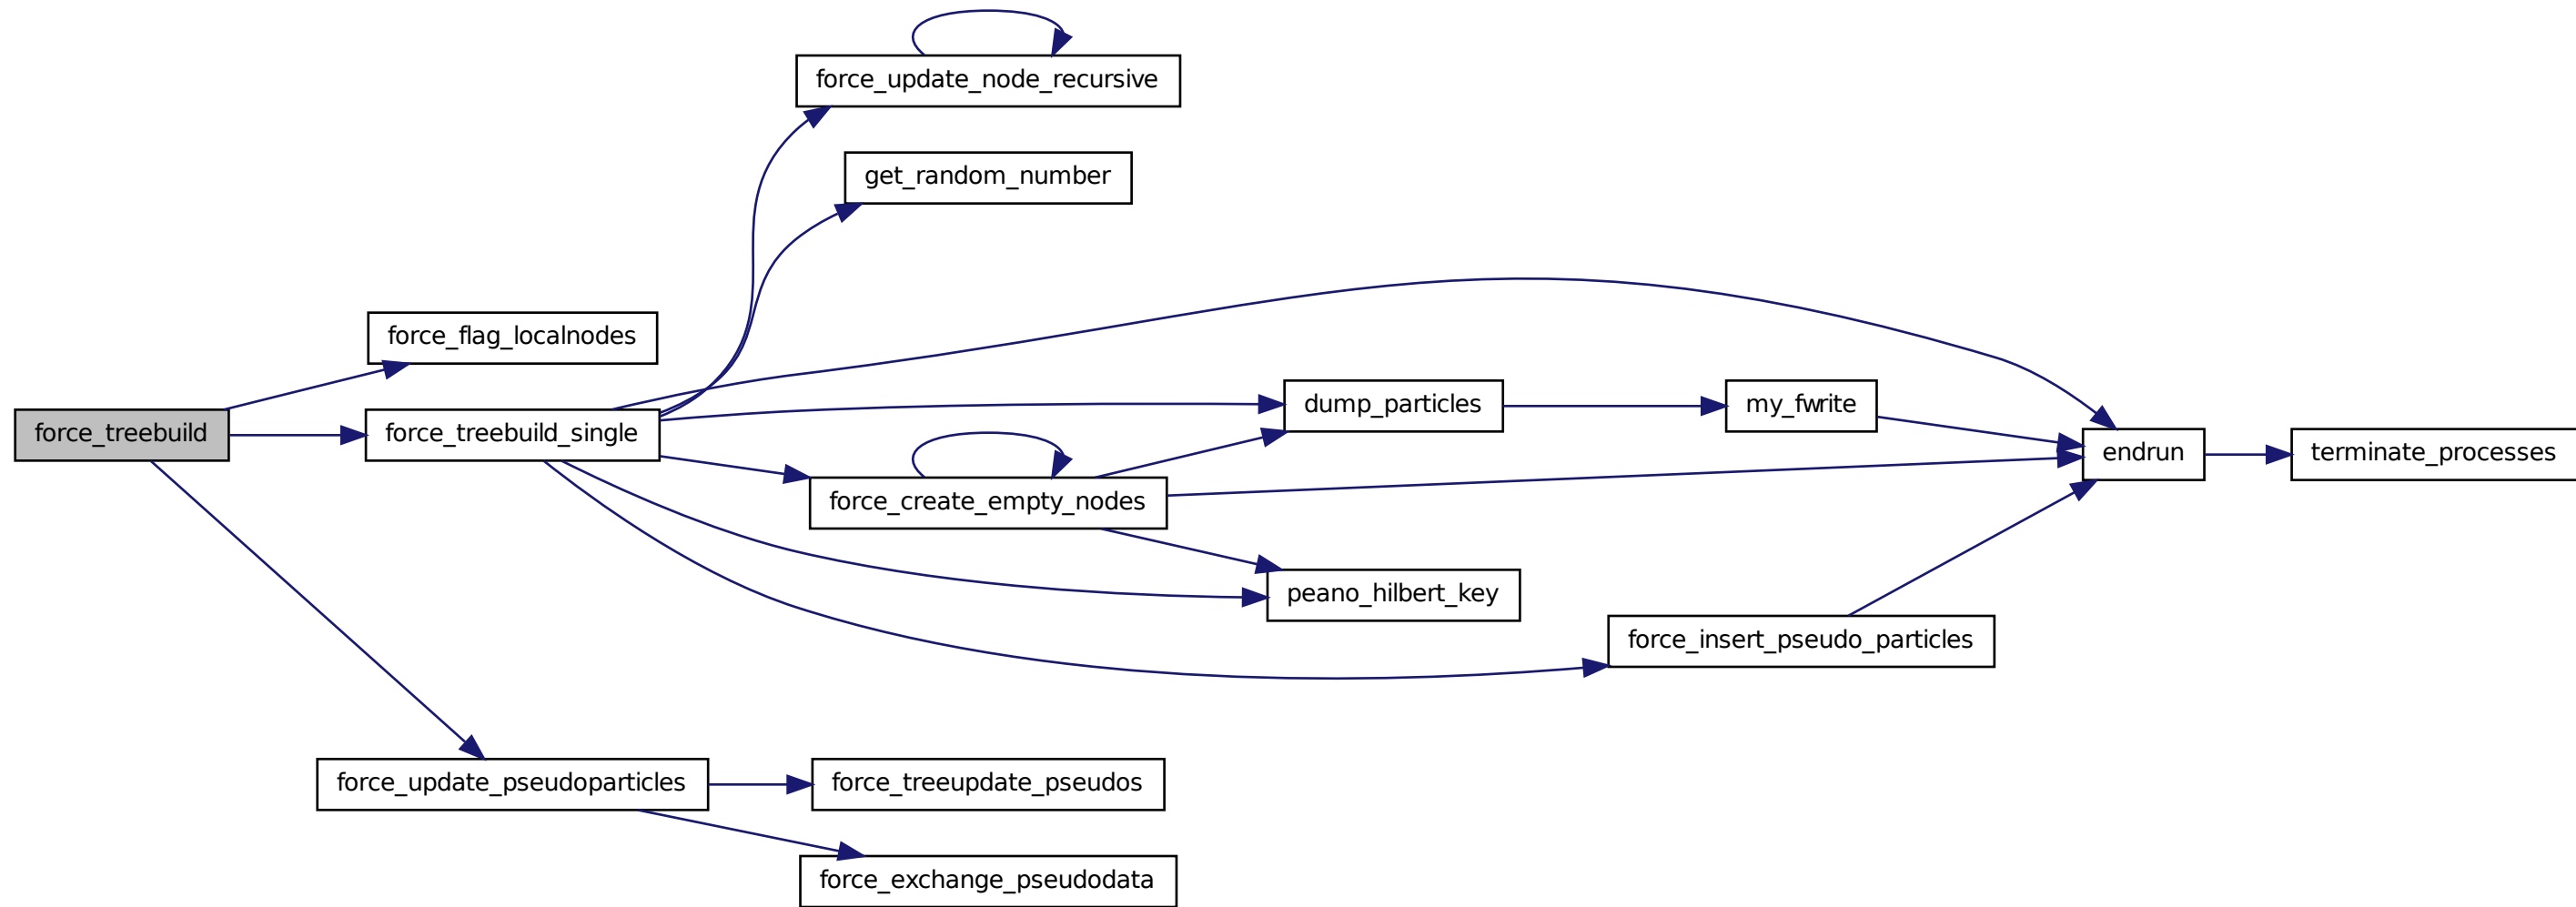 force_update_node_recursive
get_random_number
force_flag_localnodes
dump_particles
my_fwrite
force_treebuild
force_treebuild_single
endrun
terminate_processes
force_create_empty_nodes
peano_hilbert_key
force_insert_pseudo_particles
force_update_pseudoparticles
force_treeupdate_pseudos
force_exchange_pseudodata